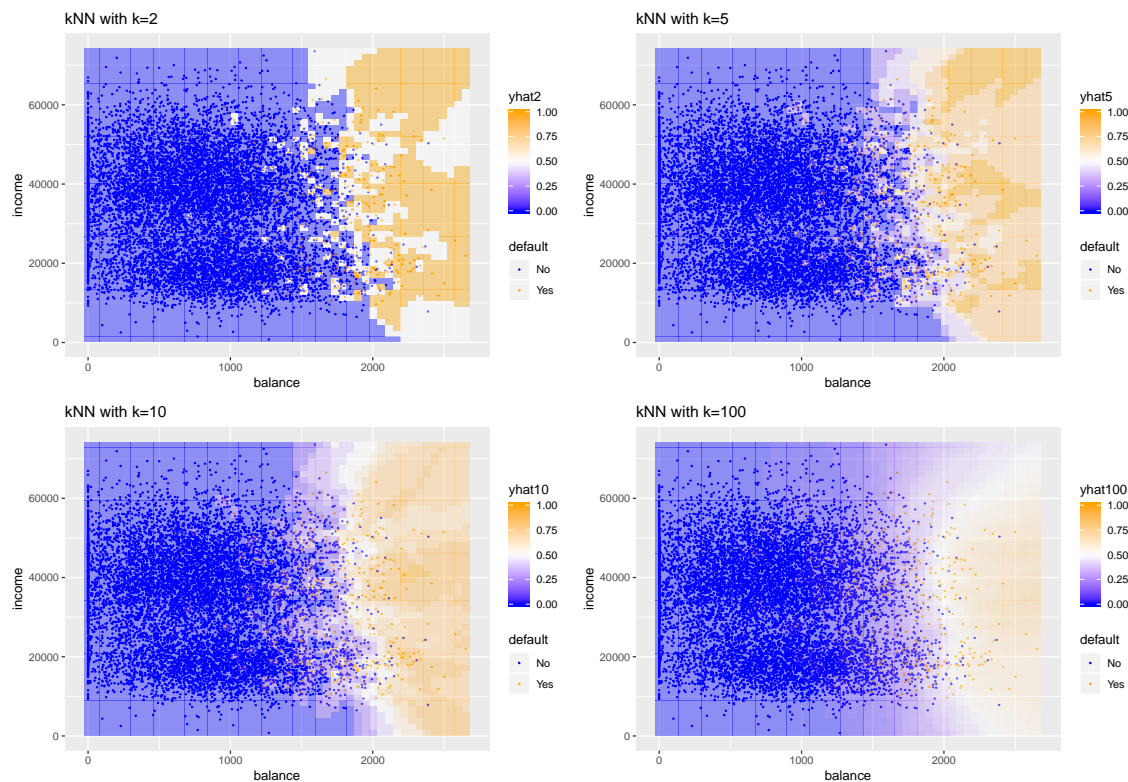 kNN with k=2
60000
40000
20000
0
income
0
1000
2000
balance
yhat2
1.00
0.75
0.50
0.25
0.00
default
No
Yes
kNN with k=5
60000
40000
20000
0
income
0
1000
2000
balance
yhat5
1.00
0.75
0.50
0.25
0.00
default
No
Yes
kNN with k=10
60000
40000
20000
0
income
0
1000
2000
balance
yhat10
1.00
0.75
0.50
0.25
0.00
default
No
Yes
kNN with k=100
60000
40000
20000
0
income
0
1000
2000
balance
yhat100
1.00
0.75
0.50
0.25
0.00
default
No
Yes